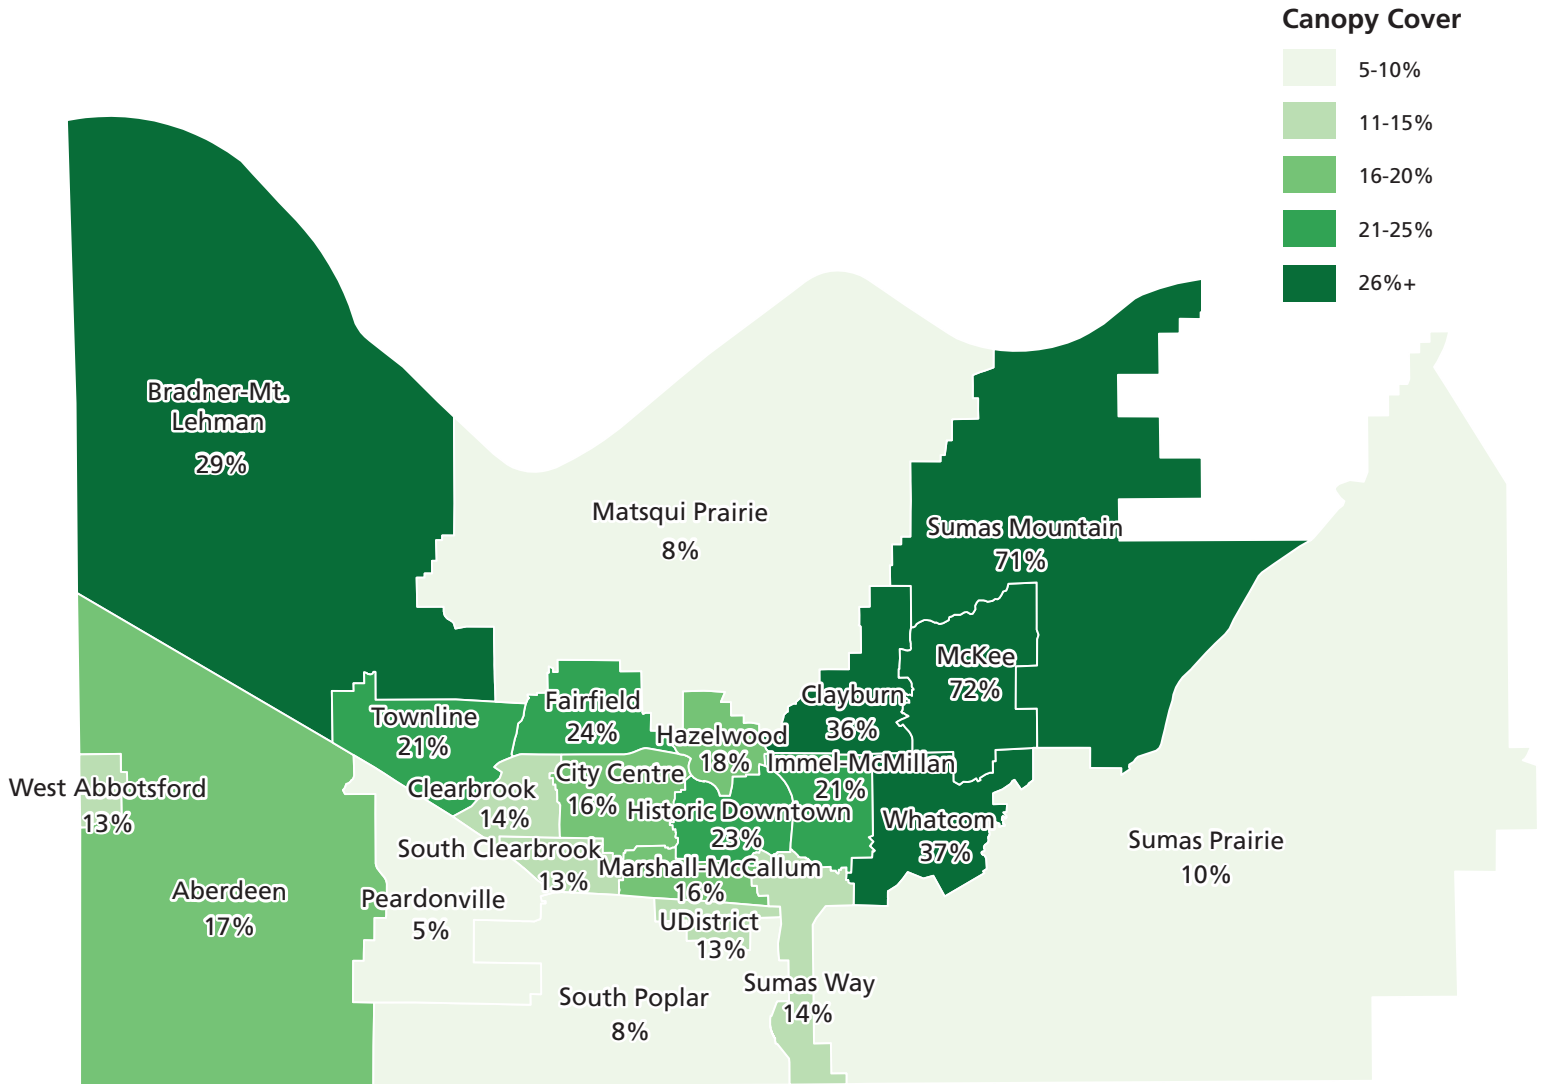 Canopy Cover
5-10%
11-15%
16-20%
21-25%
26%+
Bradner-Mt.
Lehman
29%
Matsqui Prairie
8%
Sumas Mountain
71%
McKee
72%
Clayburn
36%
Fairfield
24%
Townline
21%
Hazelwood
18%
Immel-McMillan
21%
City Centre
16%
Clearbrook
14%
West Abbotsford
13%
Historic Downtown
23%
Whatcom
37%
Sumas Prairie
10%
South Clearbrook
13%
Marshall-McCallum
16%
Aberdeen
17%
Peardonville
5%
UDistrict
13%
Sumas Way
14%
South Poplar
8%